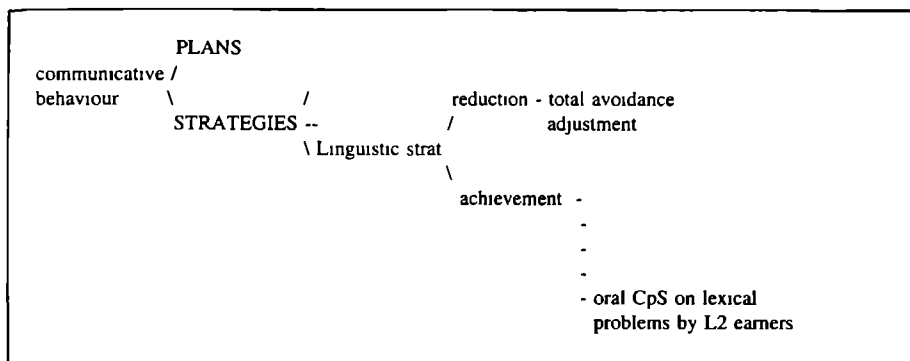 PLANS
communicative /
behaviour \ / reduction - total avoidance
STRATEGIES -- / adjustment
\ Linguistic strat
\
achievement -
-
-
-
- oral CpS on lexical
problems by L2 earners